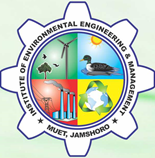 INSTITUTE OF ENVIRONMENTAL ENGINEERING & MANAGEMENT
MUET, JAMSHORO